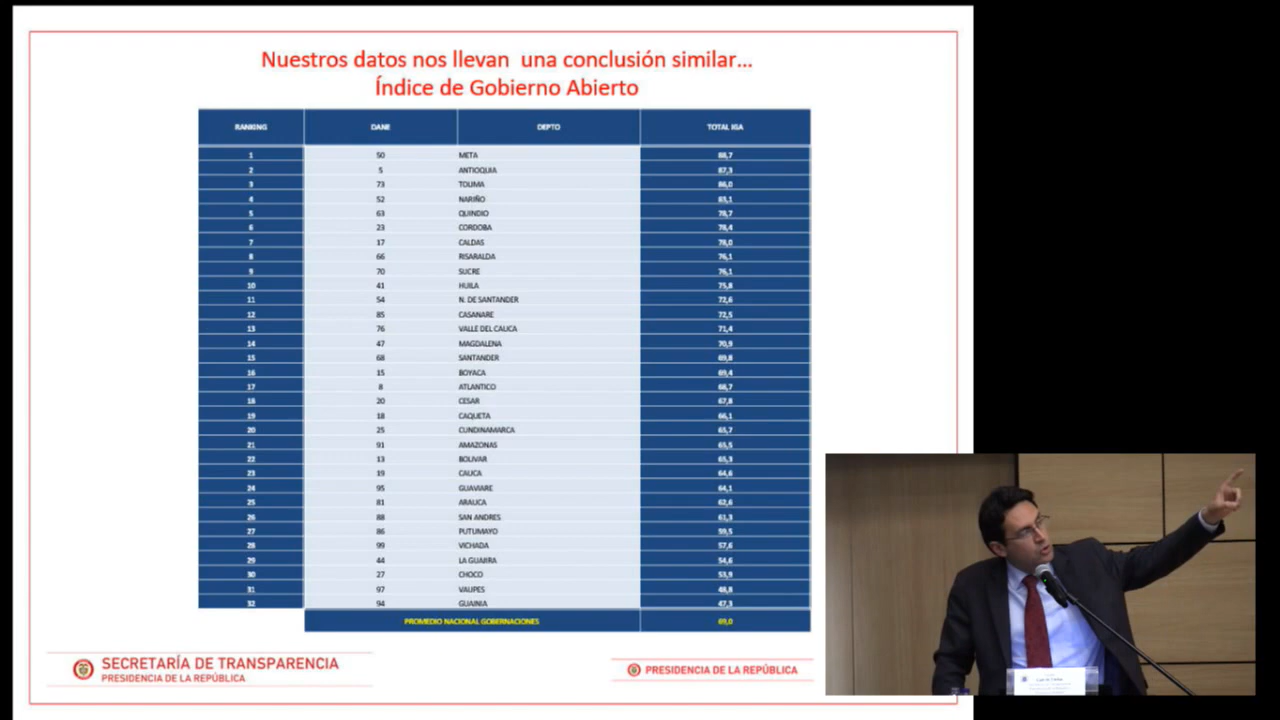 Nuestros datos nos llevan una conclusión similar...
Índice de Gobierno Abierto
RANKING DANE DEPTO TOTAL IGA
1 50 META 88,7
2 5 ANTIOQUIA 87,3
3 73 TOLIMA 86,0
4 52 NARIÑO 83,1
5 63 QUINDIO 78,7
6 23 CORDOBA 78,4
7 17 CALDAS 78,0
8 66 RISARALDA 76,1
9 70 SUCRE 76,1
10 41 HUILA 75,8
11 54 N. DE SANTANDER 72,6
12 85 CASANARE 72,5
13 76 VALLE DEL CAUCA 71,4
14 47 MAGDALENA 70,9
15 68 SANTANDER 69,8
16 15 BOYACA 69,4
17 8 ATLANTICO 68,7
18 20 CESAR 67,8
19 18 CAQUETA 66,1
20 25 CUNDINAMARCA 65,7
21 91 AMAZONAS 65,5
22 13 BOLIVAR 65,3
23 19 CAUCA 64,6
24 95 GUAVIARE 64,1
25 81 ARAUCA 62,6
26 88 SAN ANDRES 61,3
27 86 PUTUMAYO 59,5
28 99 VICHADA 57,6
29 44 LA GUAJIRA 54,6
30 27 CHOCO 53,9
31 97 VAUPES 48,8
32 94 GUAINIA 47,3
PROMEDIO NACIONAL GOBERNACIONES 69,0
SECRETARÍA DE TRANSPARENCIA
PRESIDENCIA DE LA REPÚBLICA
PRESIDENCIA DE LA REPÚBLICA